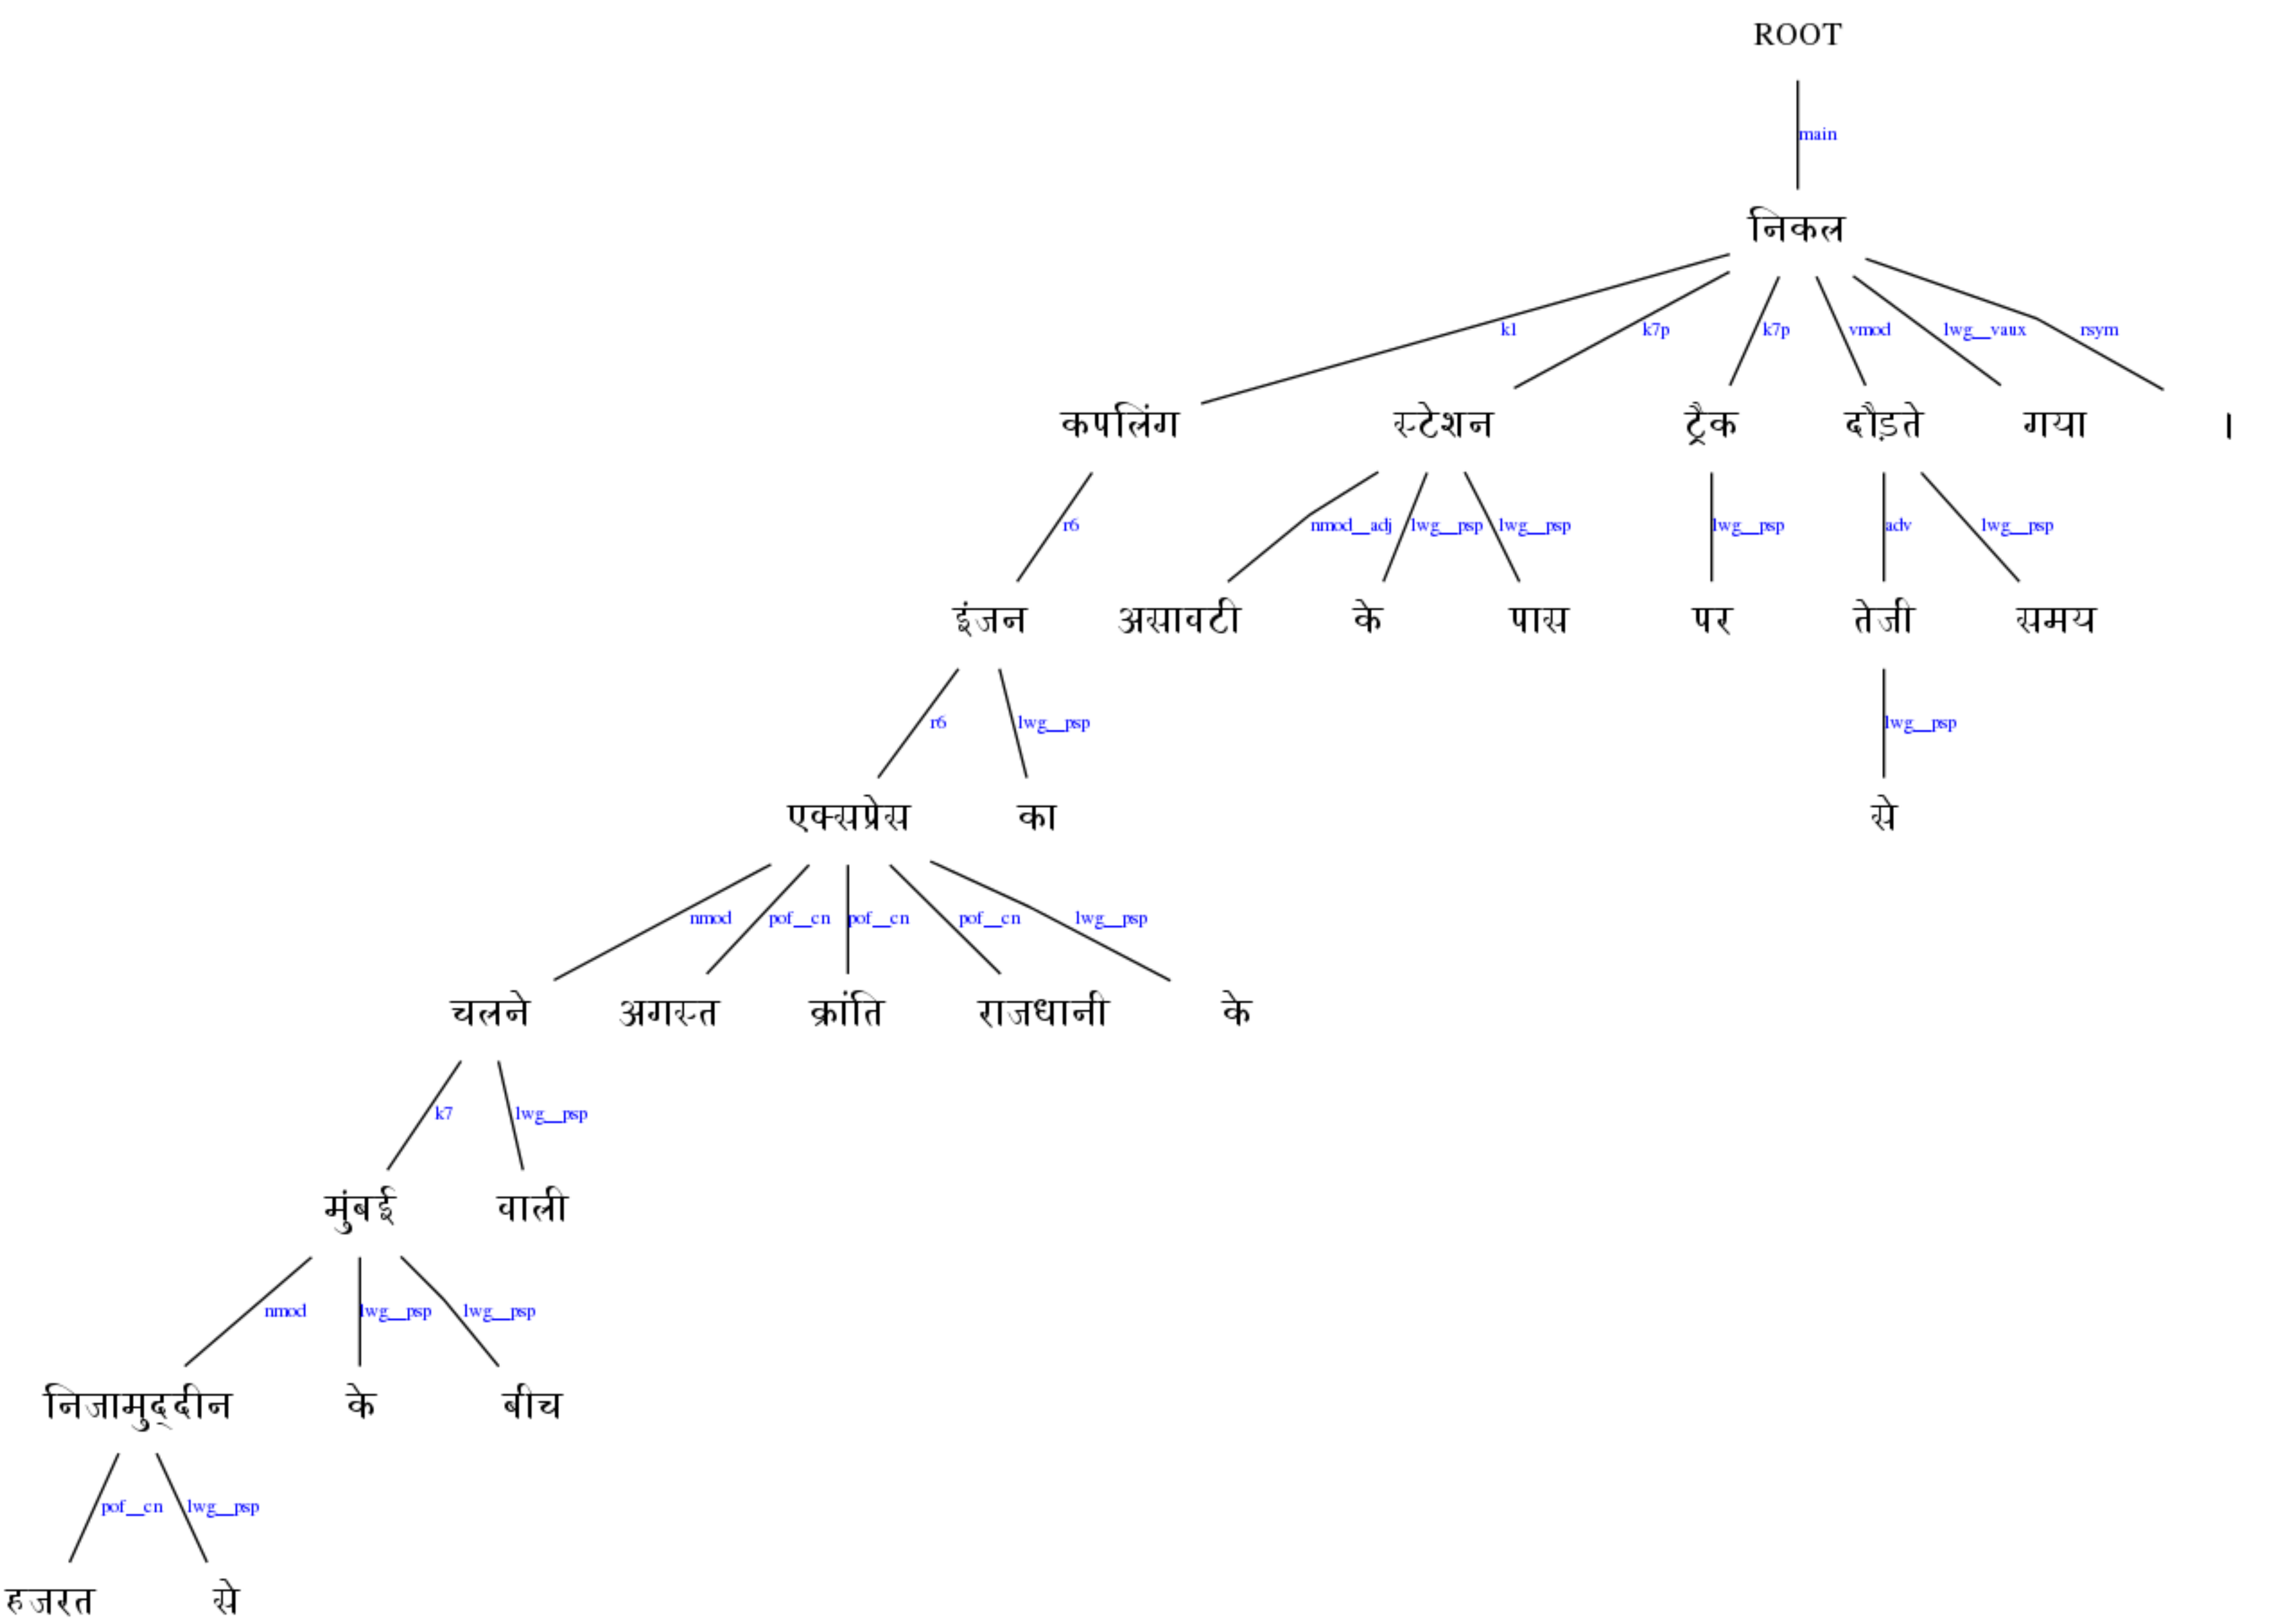 ROOT
main
निकल
k1 k7p k7p vmod lwg__vaux rsym
कपलिंग स्टेशन ट्रैक दौड़ते गया ।
r6 nmod__adj lwg__psp lwg__psp lwg__psp adv lwg__psp
इंजन असावटी के पास पर तेजी समय
r6 lwg__psp lwg__psp
एक्सप्रेस का से
nmod pof__cn pof__cn pof__cn lwg__psp
चलने अगस्त क्रांति राजधानी के
k7 lwg__psp
मुंबई वाली
nmod lwg__psp lwg__psp
निजामुद्दीन के बीच
pof__cn lwg__psp
हजरत से